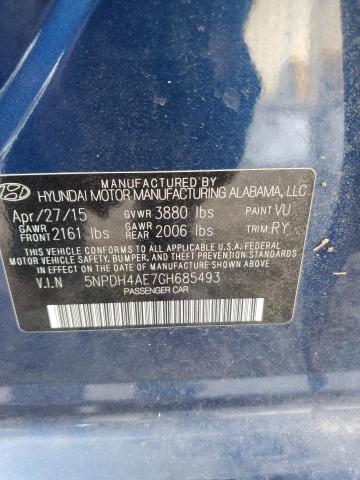 MANUFACTURED BY
HYUNDAI MOTOR MANUFACTURING ALABAMA, LLC
Apr/27/15 GVWR 3880 lbs PAINT VU
GAWR FRONT 2161 lbs GAWR REAR 2006 lbs TRIM RY
THIS VEHICLE CONFORMS TO ALL APPLICABLE U.S.A. FEDERAL
MOTOR VEHICLE SAFETY, BUMPER, AND THEFT PREVENTION
STANDARDS IN EFFECT ON THE DATE OF MANUFACTURE SHOWN ABOVE.
V.I.N 5NPDH4AE7GH685493
PASSENGER CAR